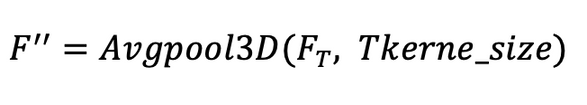 F′′ = Avgpool3D(F_T, Tkerne_size)